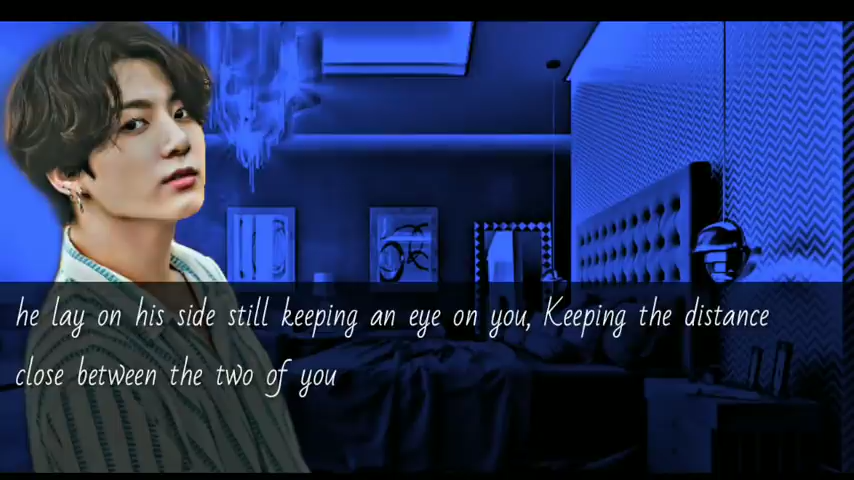 he lay on his side still keeping an eye on you, Keeping the distance
close between the two of you